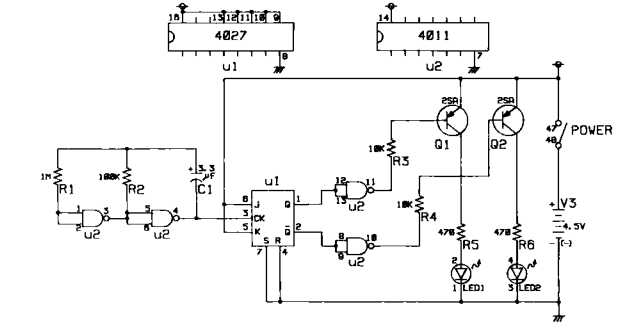 16 13 12 11 10 9
4027
8
u1
14
4011
7
u2
2SA
Q1
2SA
Q2
47
48
POWER
10K
R3
1M
R1
100K
R2
3.3
μF
C1
u1
12
13
11
u2
10K
R4
1
2
3
u2
5
6
4
u2
6 J
3 CK
5 K
Q 1
Q 2
S R
7 4
8
9
10
u2
470
R5
470
R6
V3
4.5V
(-)
2
1 LED1
4
3 LED2